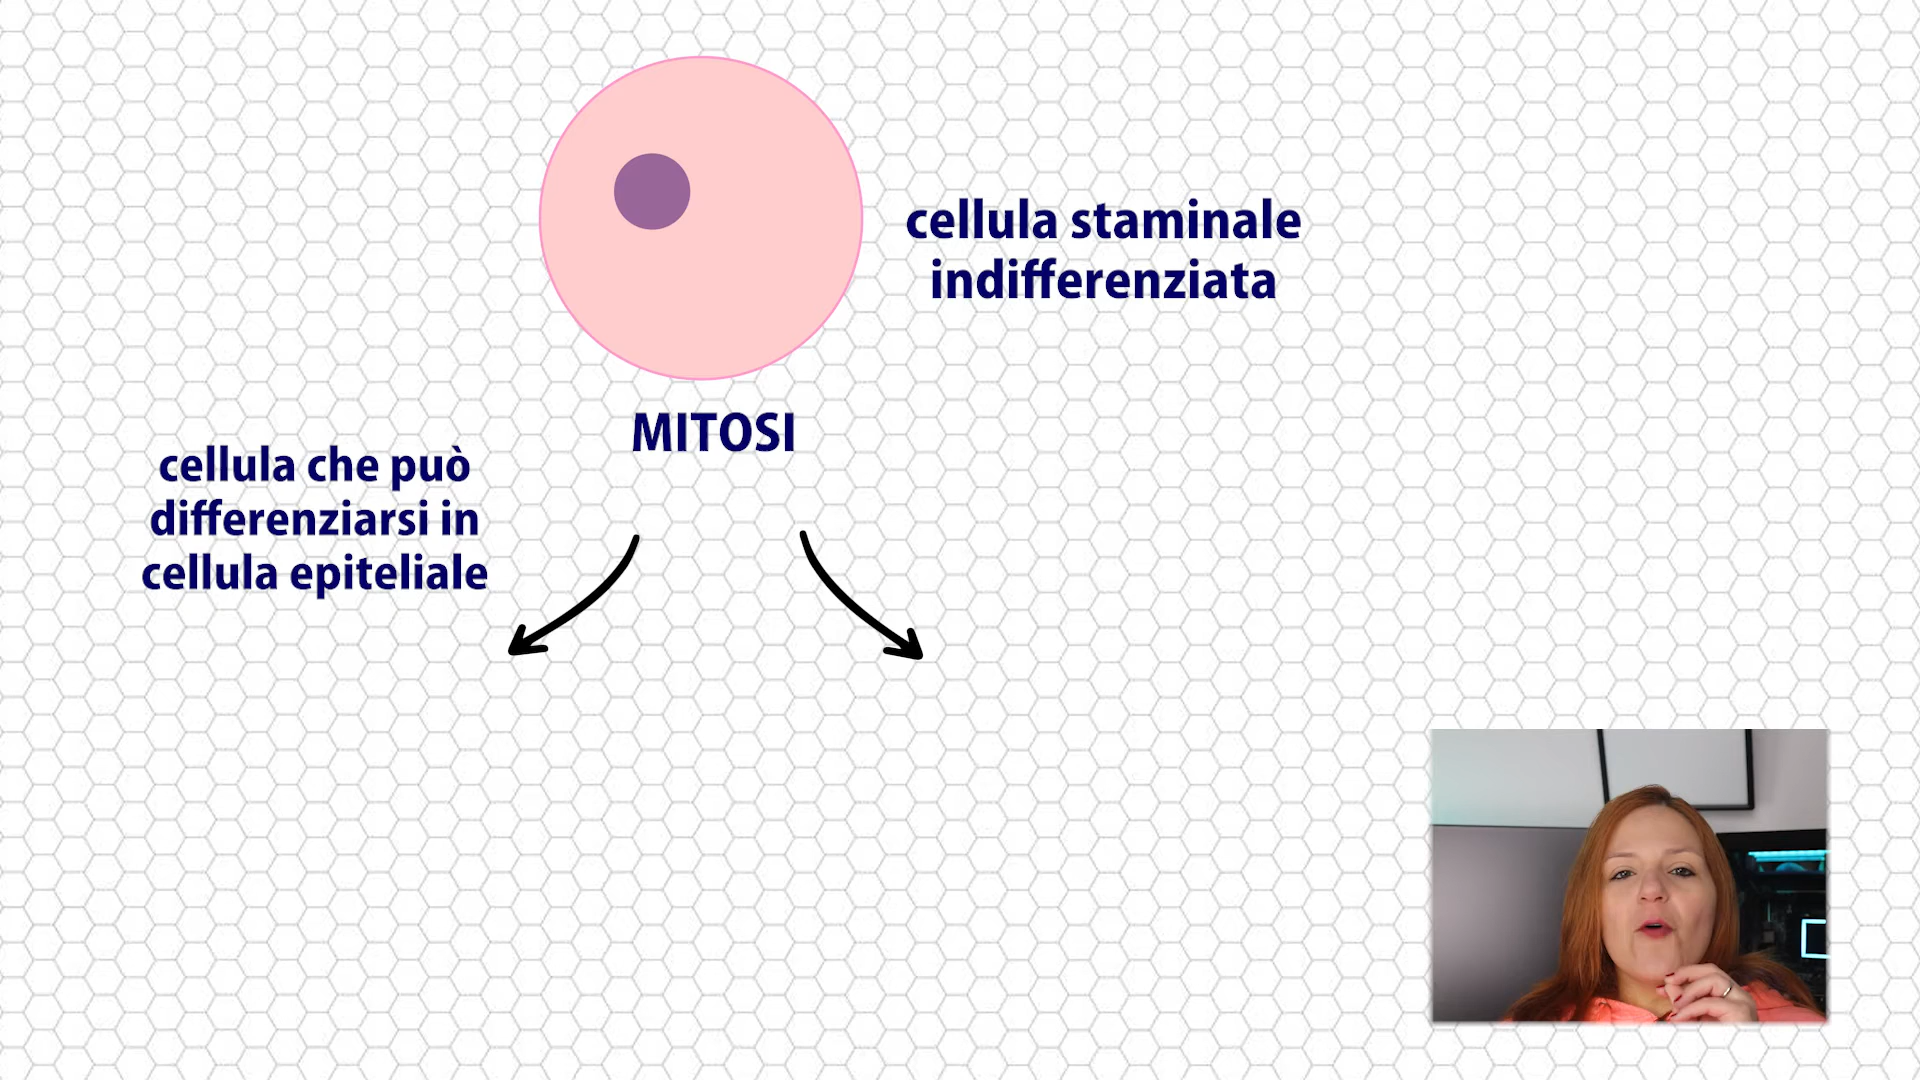 cellula staminale
indifferenziata
MITOSI
cellula che può
differenziarsi in
cellula epiteliale